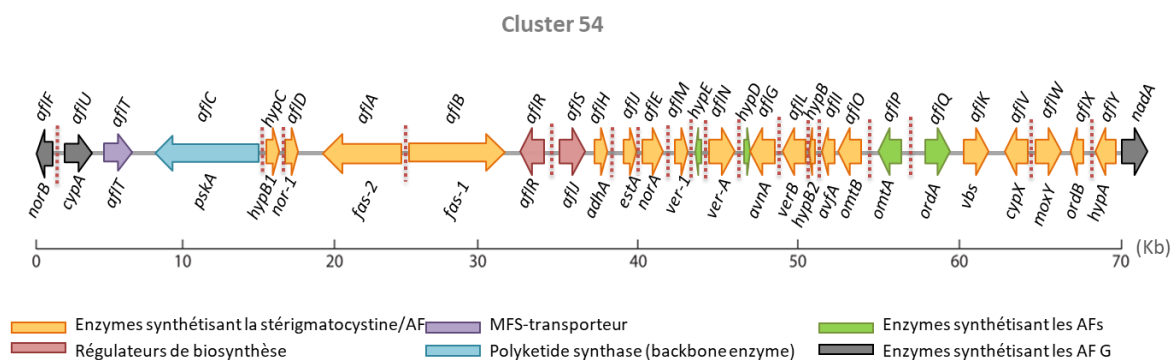 Cluster 54
aflF aflU aflT aflC hypC aflD aflA aflB aflR aflS aflH aflJ aflE aflM hypE aflN hypD aflG aflL hypB aflI aflO aflP aflQ aflK aflV aflW aflX aflY nadA
norB cypA aflT pskA hypB1 nor-1 fas-2 fas-1 aflR aflJ adhA estA norA ver-1 ver-A avnA verB hypB2 avfA omtB omtA ordA vbs cypX moxY ordB hypA
0 10 20 30 40 50 60 70 (Kb)
Enzymes synthétisant la stérigmatocystine/AF MFS-transporteur Enzymes synthétisant les AFs
Régulateurs de biosynthèse Polyketide synthase (backbone enzyme) Enzymes synthétisant les AF G